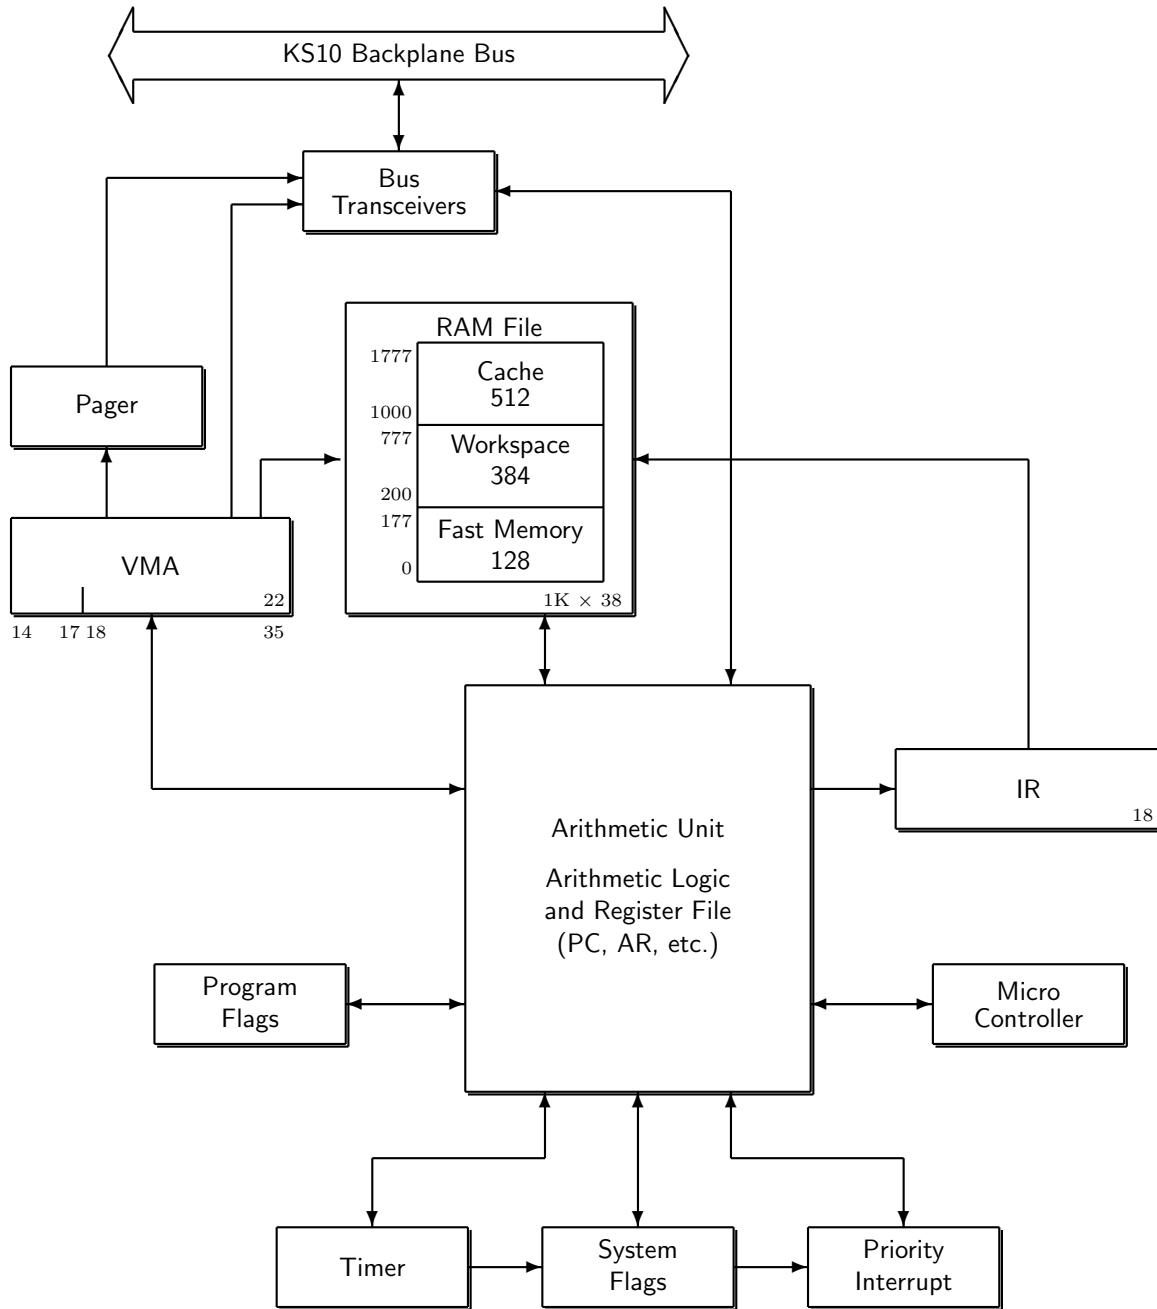 KS10 Backplane Bus
Bus
Transceivers
RAM File
1777
Cache
512
1000
777
Workspace
384
200
177
Fast Memory
128
0
1K × 38
Pager
VMA
22
14
17 18
35
IR
18
Arithmetic Unit
Arithmetic Logic
and Register File
(PC, AR, etc.)
Program
Flags
Micro
Controller
Timer
System
Flags
Priority
Interrupt